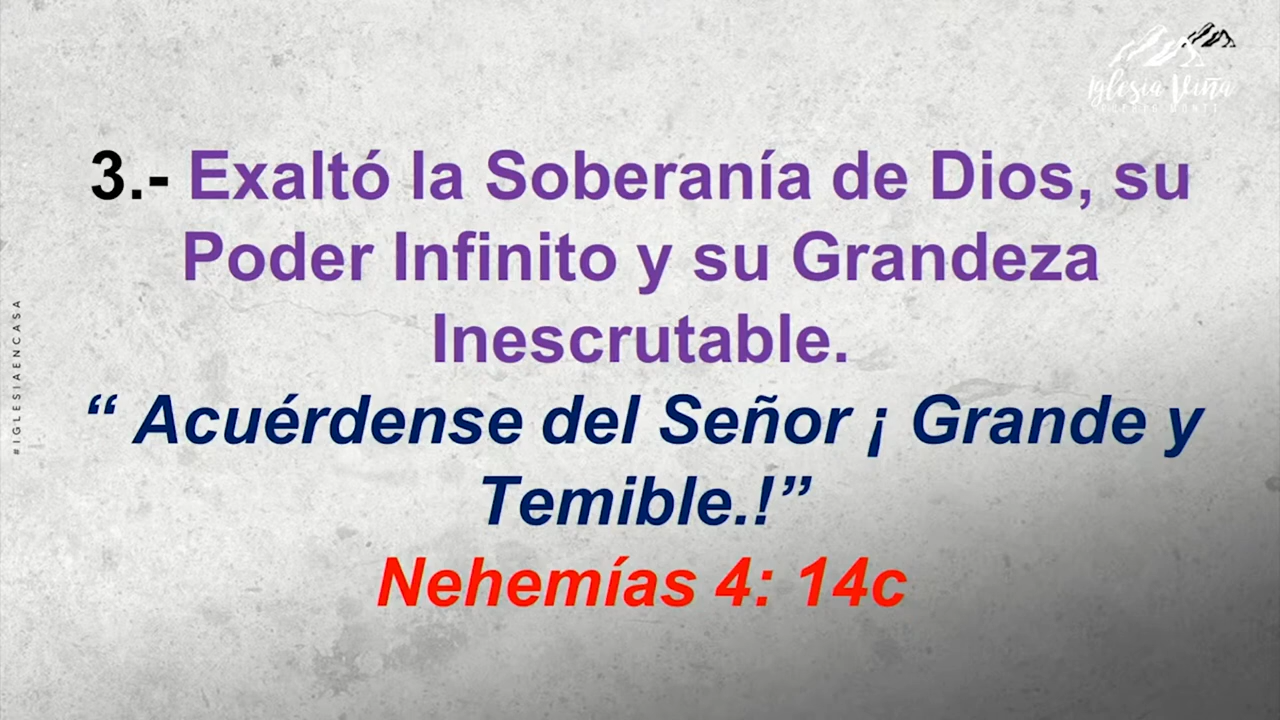 Iglesia Viña
#IGLESIAENCASA
3.- Exaltó la Soberanía de Dios, su
Poder Infinito y su Grandeza
Inescrutable.
“ Acuérdense del Señor ¡ Grande y
Temible.!”
Nehemías 4: 14c